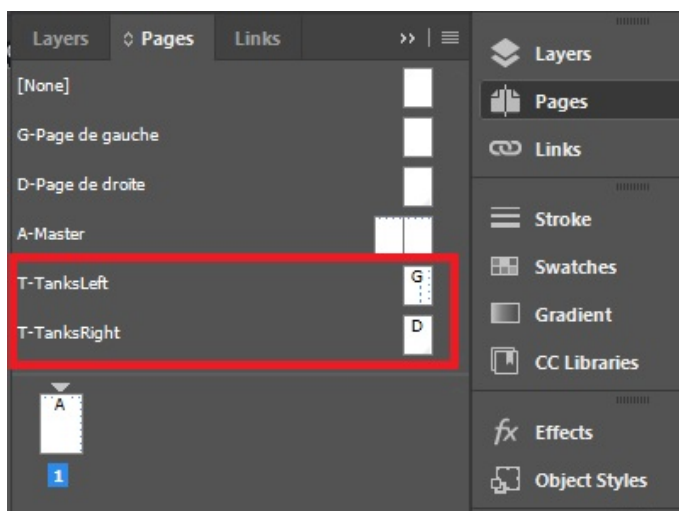 Layers Pages Links
[None]
G-Page de gauche
D-Page de droite
A-Master
T-TanksLeft G
T-TanksRight D
A
1
Layers
Pages
Links
Stroke
Swatches
Gradient
CC Libraries
fx Effects
Object Styles